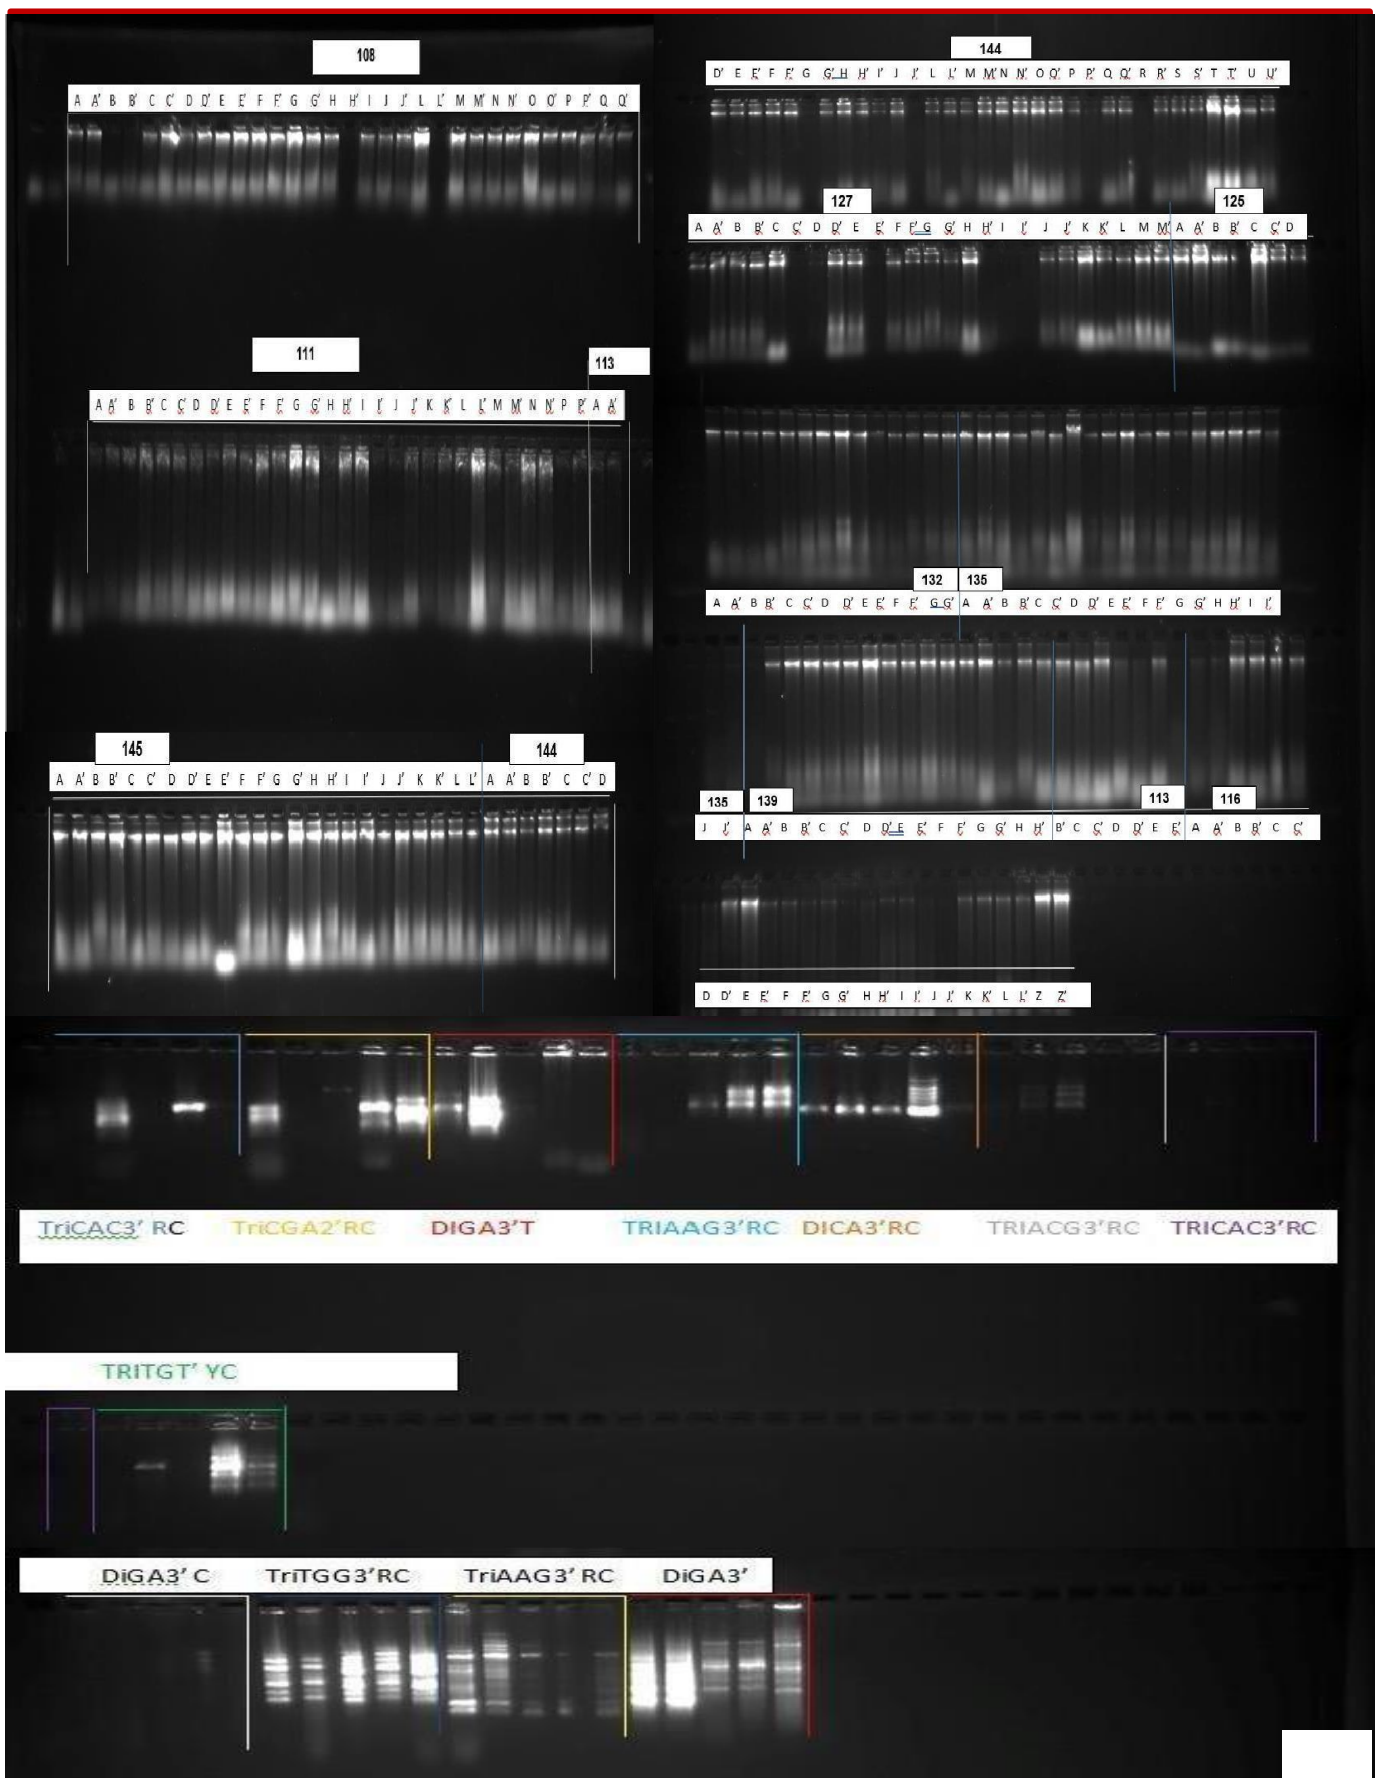 108
A A' B B' C C' D D' E E' F F' G G' H H' I J J' L L' M M' N N' O O' P P' Q Q'
111
113
A A' B B' C C' D D' E E' F F' G G' H H' I I' J J' K K' L L' M M' N N' P P' A A'
145 144
A A' B B' C C' D D' E E' F F' G G' H H' I I' J J' K K' L L' A A' B B' C C' D
144
D' E E' F F' G G' H H' I' J J' L L' M M' N N' O O' P P' Q Q' R R' S S' T T' U U'
127 125
A A' B B' C C' D D' E E' F F' G G' H H' I I' J J' K K' L M M' A A' B B' C C' D
132 135
A A' B B' C C' D D' E E' F F' G G' A A' B B' C C' D D' E E' F F' G G' H H' I I'
135 139 113 116
J J' A A' B B' C C' D D' E E' F F' G G' H H' B' C C' D D' E E' A A' B B' C C'
D D' E E' F F' G G' H H' I I' J J' K K' L L' Z Z'
TriCAC3' RC TriCGA2'RC DIGA3'T TRIAAG3'RC DICA3'RC TRIACG3'RC TRICAC3'RC
TRITGT' YC
DiGA3' C TriTGG3'RC TriAAG3' RC DiGA3'